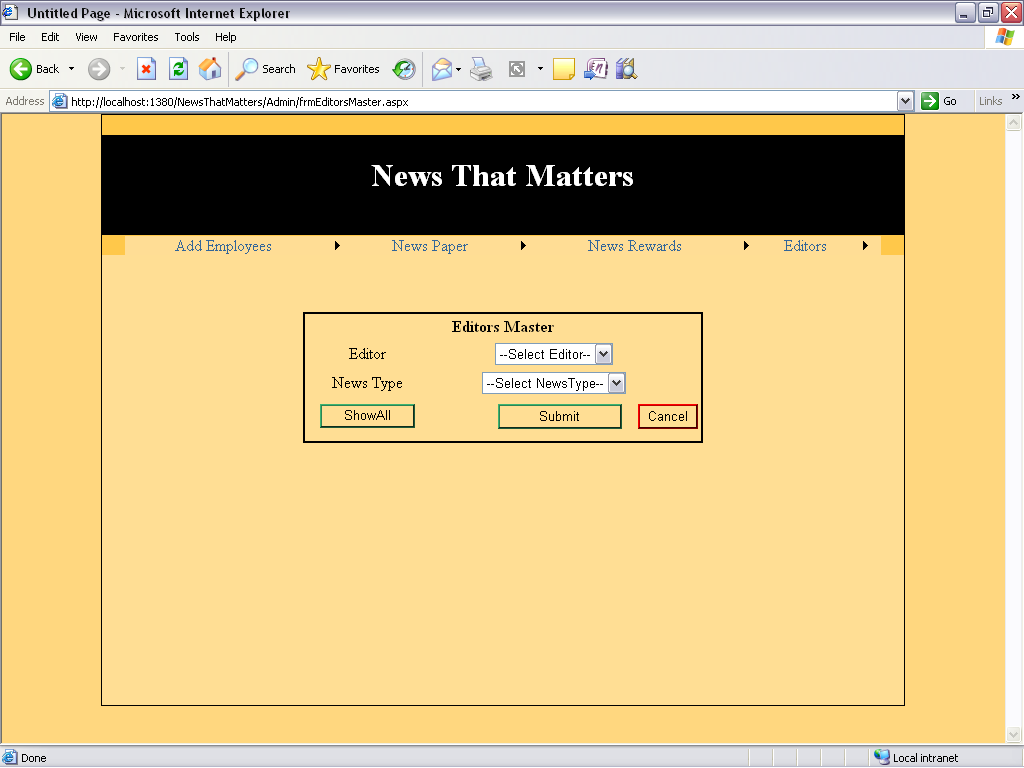 Untitled Page - Microsoft Internet Explorer
File Edit View Favorites Tools Help
Back Search Favorites
Address http://localhost:1380/NewsThatMatters/Admin/frmEditorsMaster.aspx Go Links »
News That Matters
Add Employees News Paper News Rewards Editors
Editors Master
Editor --Select Editor--
News Type --Select NewsType--
ShowAll Submit Cancel
Done Local intranet